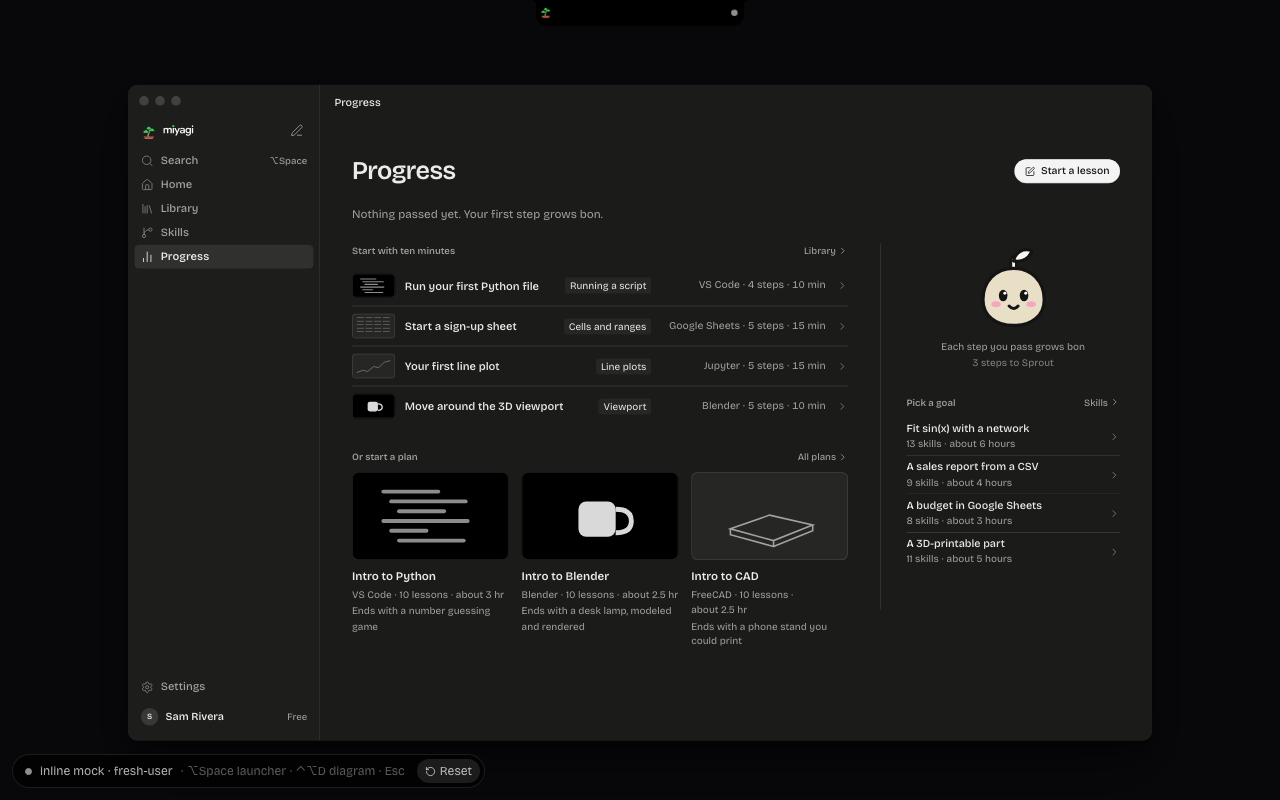 miyagi
Search ⌥Space
Home
Library
Skills
Progress
Settings
S Sam Rivera Free
Progress
Progress
Start a lesson
Nothing passed yet. Your first step grows bon.
Start with ten minutes Library
Run your first Python file Running a script VS Code · 4 steps · 10 min
Start a sign-up sheet Cells and ranges Google Sheets · 5 steps · 15 min
Your first line plot Line plots Jupyter · 5 steps · 15 min
Move around the 3D viewport Viewport Blender · 5 steps · 10 min
Or start a plan All plans
Intro to Python
VS Code · 10 lessons · about 3 hr
Ends with a number guessing
game
Intro to Blender
Blender · 10 lessons · about 2.5 hr
Ends with a desk lamp, modeled
and rendered
Intro to CAD
FreeCAD · 10 lessons ·
about 2.5 hr
Ends with a phone stand you
could print
Each step you pass grows bon
3 steps to Sprout
Pick a goal Skills
Fit sin(x) with a network
13 skills · about 6 hours
A sales report from a CSV
9 skills · about 4 hours
A budget in Google Sheets
8 skills · about 3 hours
A 3D-printable part
11 skills · about 5 hours
inline mock · fresh-user · ⌥Space launcher · ^⌥D diagram · Esc Reset